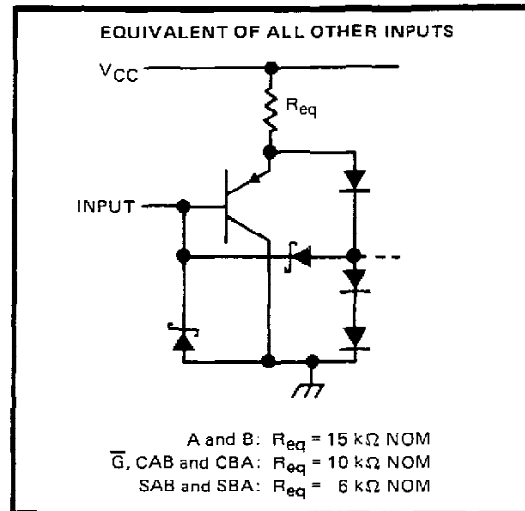 EQUIVALENT OF ALL OTHER INPUTS
VCC
Req
INPUT
A and B: Req = 15 kΩ NOM
G̅, CAB and CBA: Req = 10 kΩ NOM
SAB and SBA: Req = 6 kΩ NOM